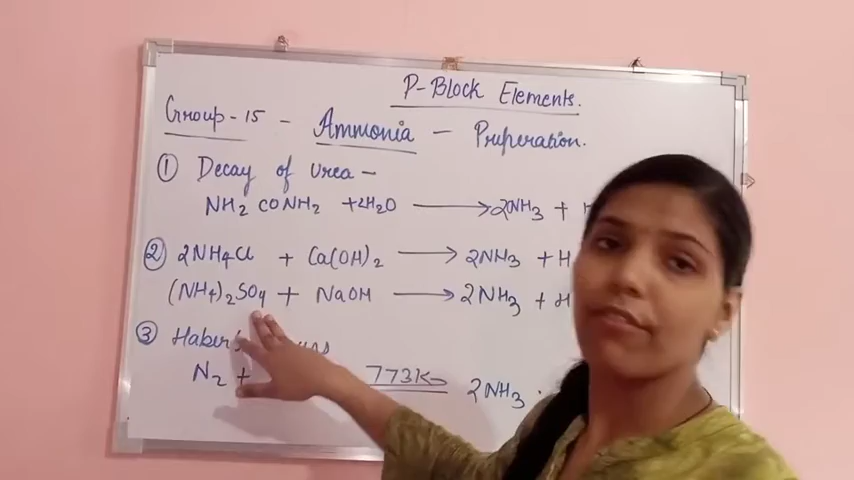 P-Block Elements.
Group-15 - Ammonia - Preperation.
① Decay of Urea -
NH₂CONH₂ + 2H₂O ⟶ 2NH₃ + H
② 2NH₄Cl + Ca(OH)₂ ⟶ 2NH₃ + H
(NH₄)₂SO₄ + NaOH ⟶ 2NH₃ + H
③
N₂ + 773K 2NH₃